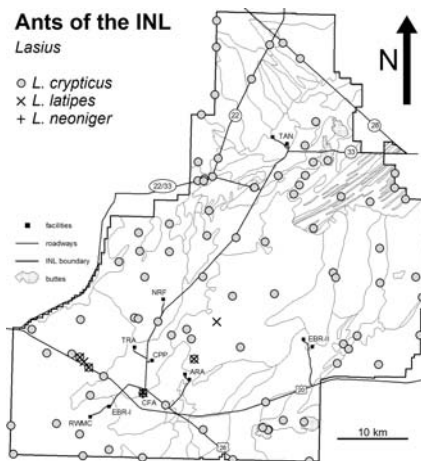 Ants of the INL
Lasius
L. crypticus
L. latipes
L. neoniger
N
22
28
TAN
33
22/33
facilities
roadways
INL boundary
buttes
NRF
TRA
CPP
EBR-II
ARA
CFA
EBR-I
RWMC
20
26
10 km